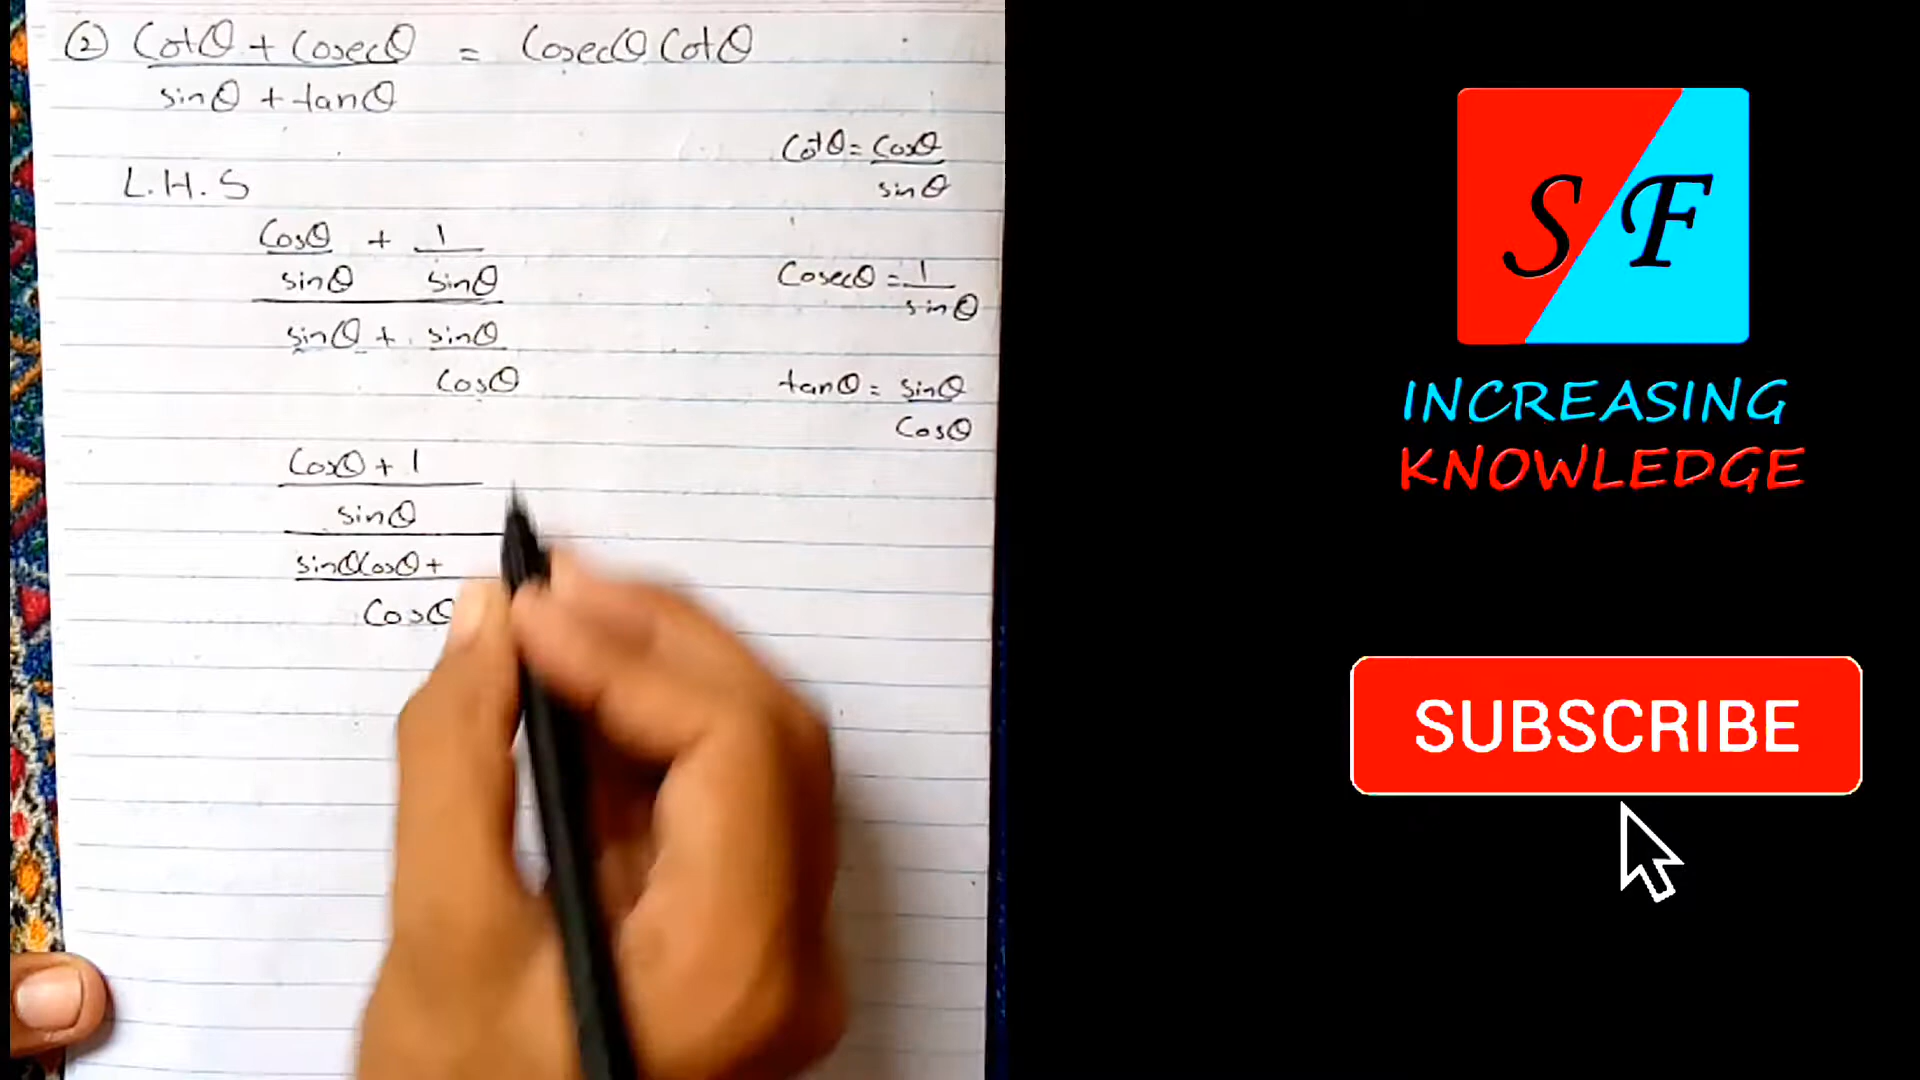 ② Cotθ + Cosecθ = Cosecθ Cotθ
sinθ + tanθ
L.H.S
Cosθ + 1
sinθ sinθ
sinθ + sinθ
Cosθ
Cosθ + 1
sinθ
sinθCosθ +
Cosθ
Cotθ = Cosθ
sinθ
Cosecθ = 1
sinθ
tanθ = sinθ
Cosθ
S F
INCREASING
KNOWLEDGE
SUBSCRIBE